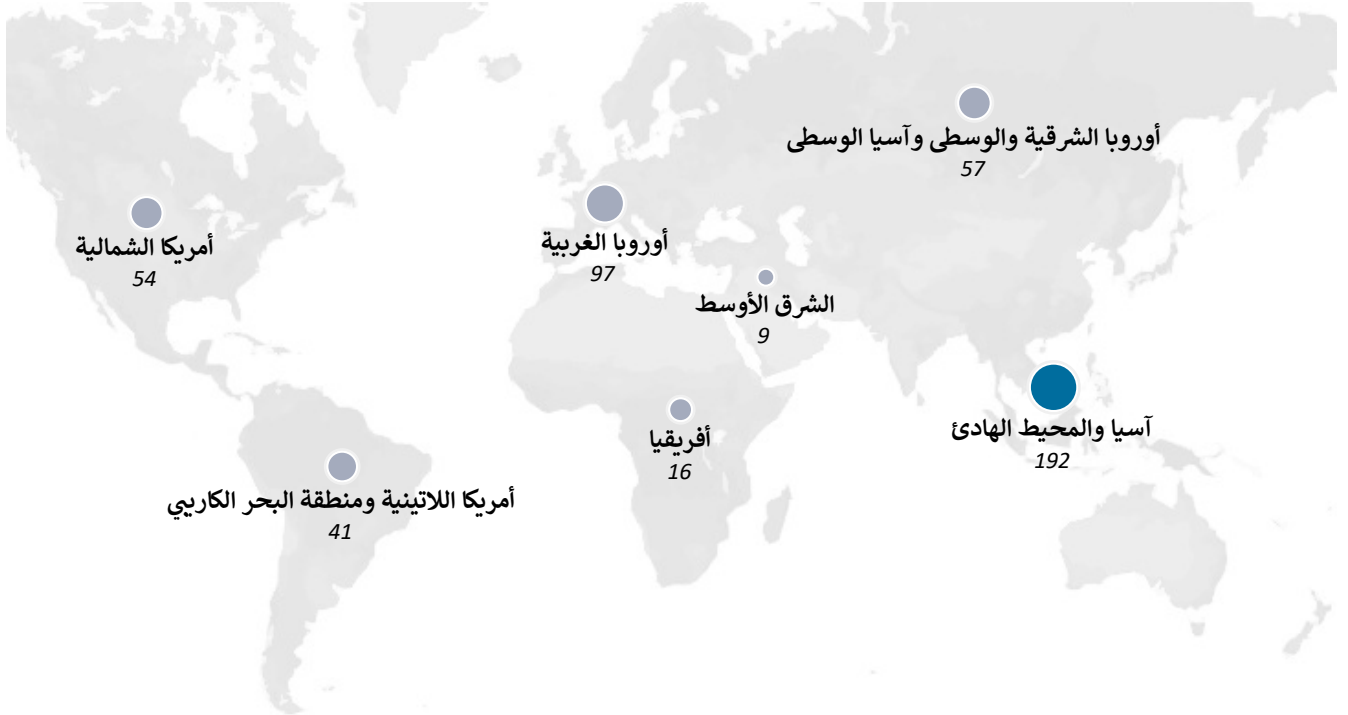 أوروبا الشرقية والوسطى وآسيا الوسطى
57
أمريكا الشمالية
54
أوروبا الغربية
97
الشرق الأوسط
9
آسيا والمحيط الهادئ
192
أفريقيا
16
أمريكا اللاتينية ومنطقة البحر الكاريبي
41